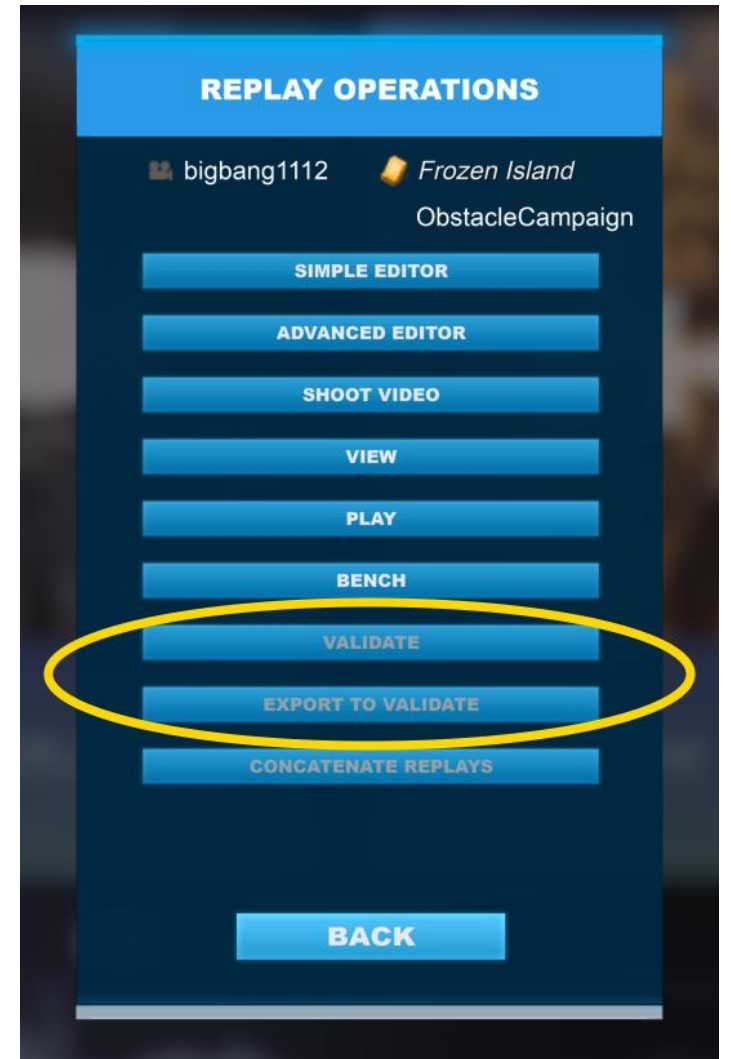 REPLAY OPERATIONS
bigbang1112 Frozen Island
ObstacleCampaign
SIMPLE EDITOR
ADVANCED EDITOR
SHOOT VIDEO
VIEW
PLAY
BENCH
VALIDATE
EXPORT TO VALIDATE
CONCATENATE REPLAYS
BACK